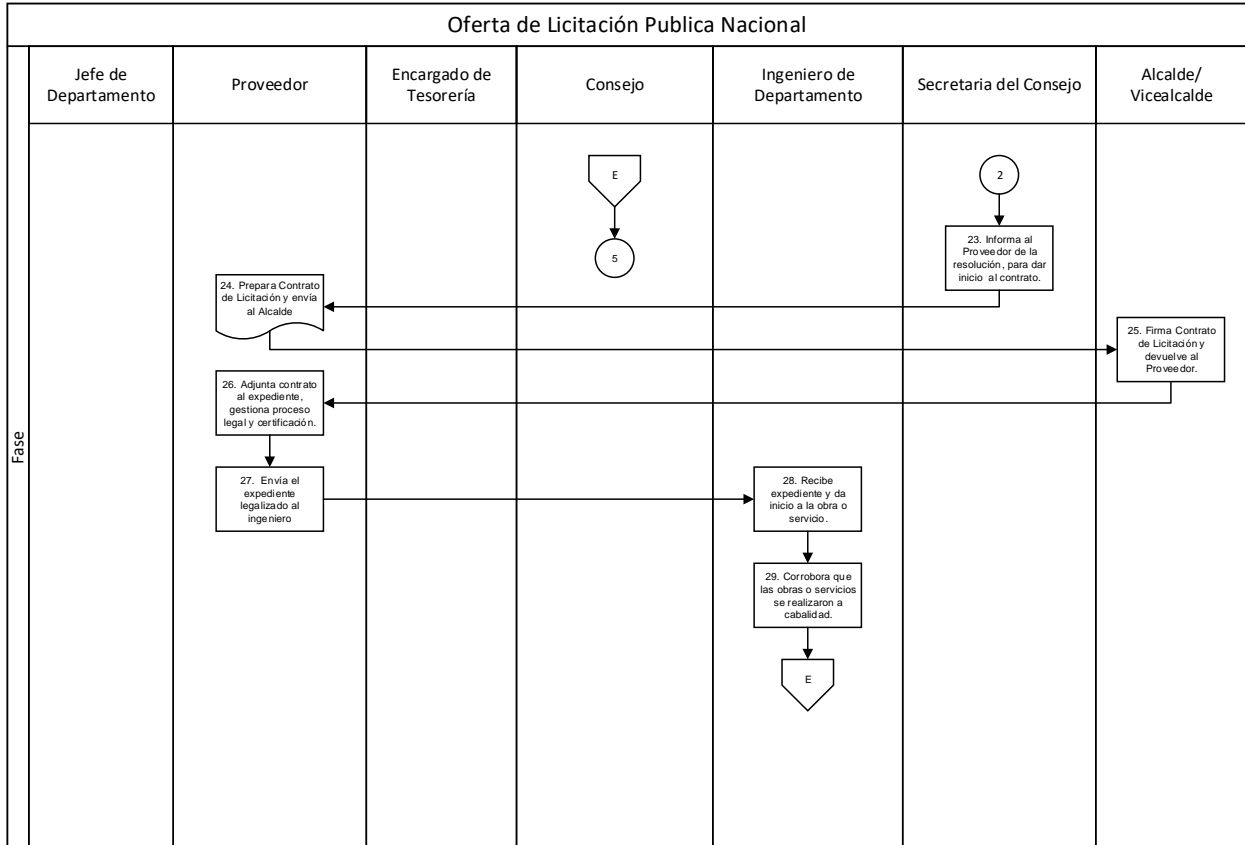 Oferta de Licitación Publica Nacional
Fase
Jefe de
Departamento
Proveedor
Encargado de
Tesorería
Consejo
Ingeniero de
Departamento
Secretaria del Consejo
Alcalde/
Vicealcalde
E
2
5
23. Informa al
Proveedor de la
resolución, para dar
inicio al contrato.
24. Prepara Contrato
de Licitación y envía
al Alcalde
25. Firma Contrato
de Licitación y
devuelve al
Proveedor.
26. Adjunta contrato
al expediente,
gestiona proceso
legal y certificación.
27. Envía el
expediente
legalizado al
ingeniero
28. Recibe
expediente y da
inicio a la obra o
servicio.
29. Corrobora que
las obras o servicios
se realizaron a
cabalidad.
E